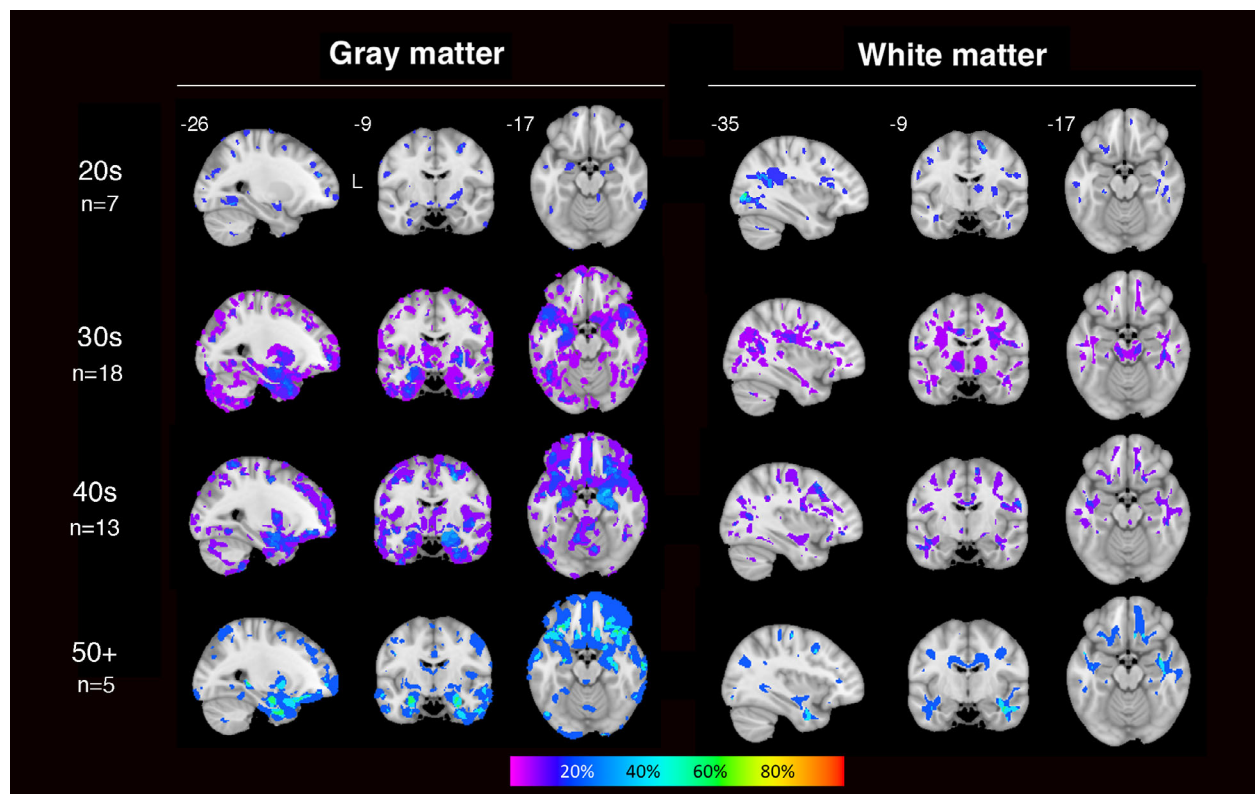 Gray matter
White matter
-26
-9
-17
-35
-9
-17
20s
n=7
L
30s
n=18
40s
n=13
50+
n=5
20%
40%
60%
80%